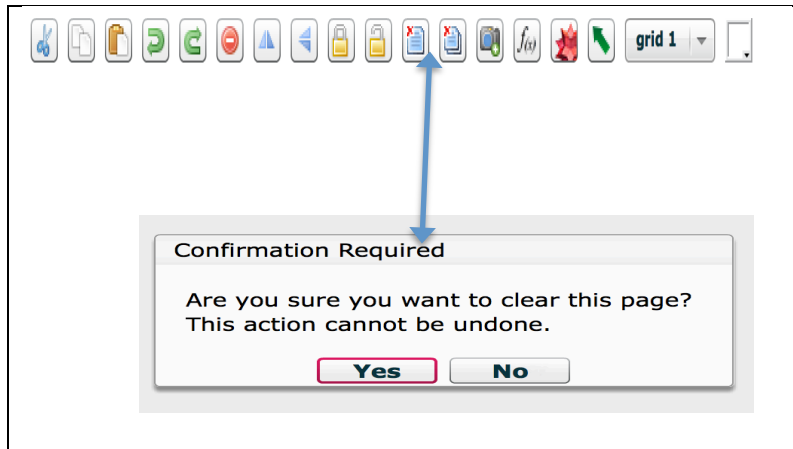 f(x) grid 1
Confirmation Required
Are you sure you want to clear this page?
This action cannot be undone.
Yes No